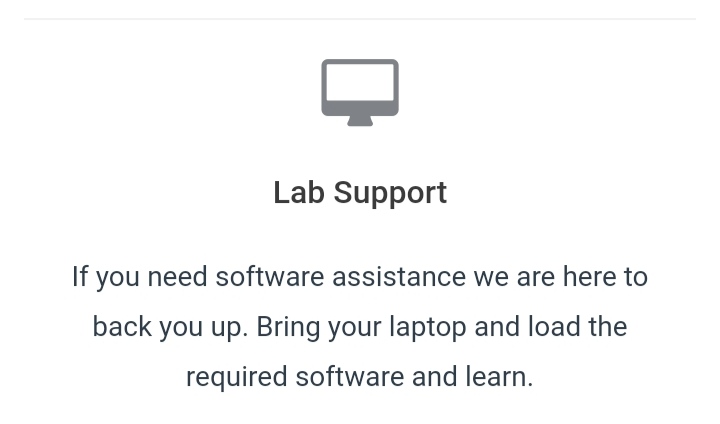 Lab Support
If you need software assistance we are here to
back you up. Bring your laptop and load the
required software and learn.